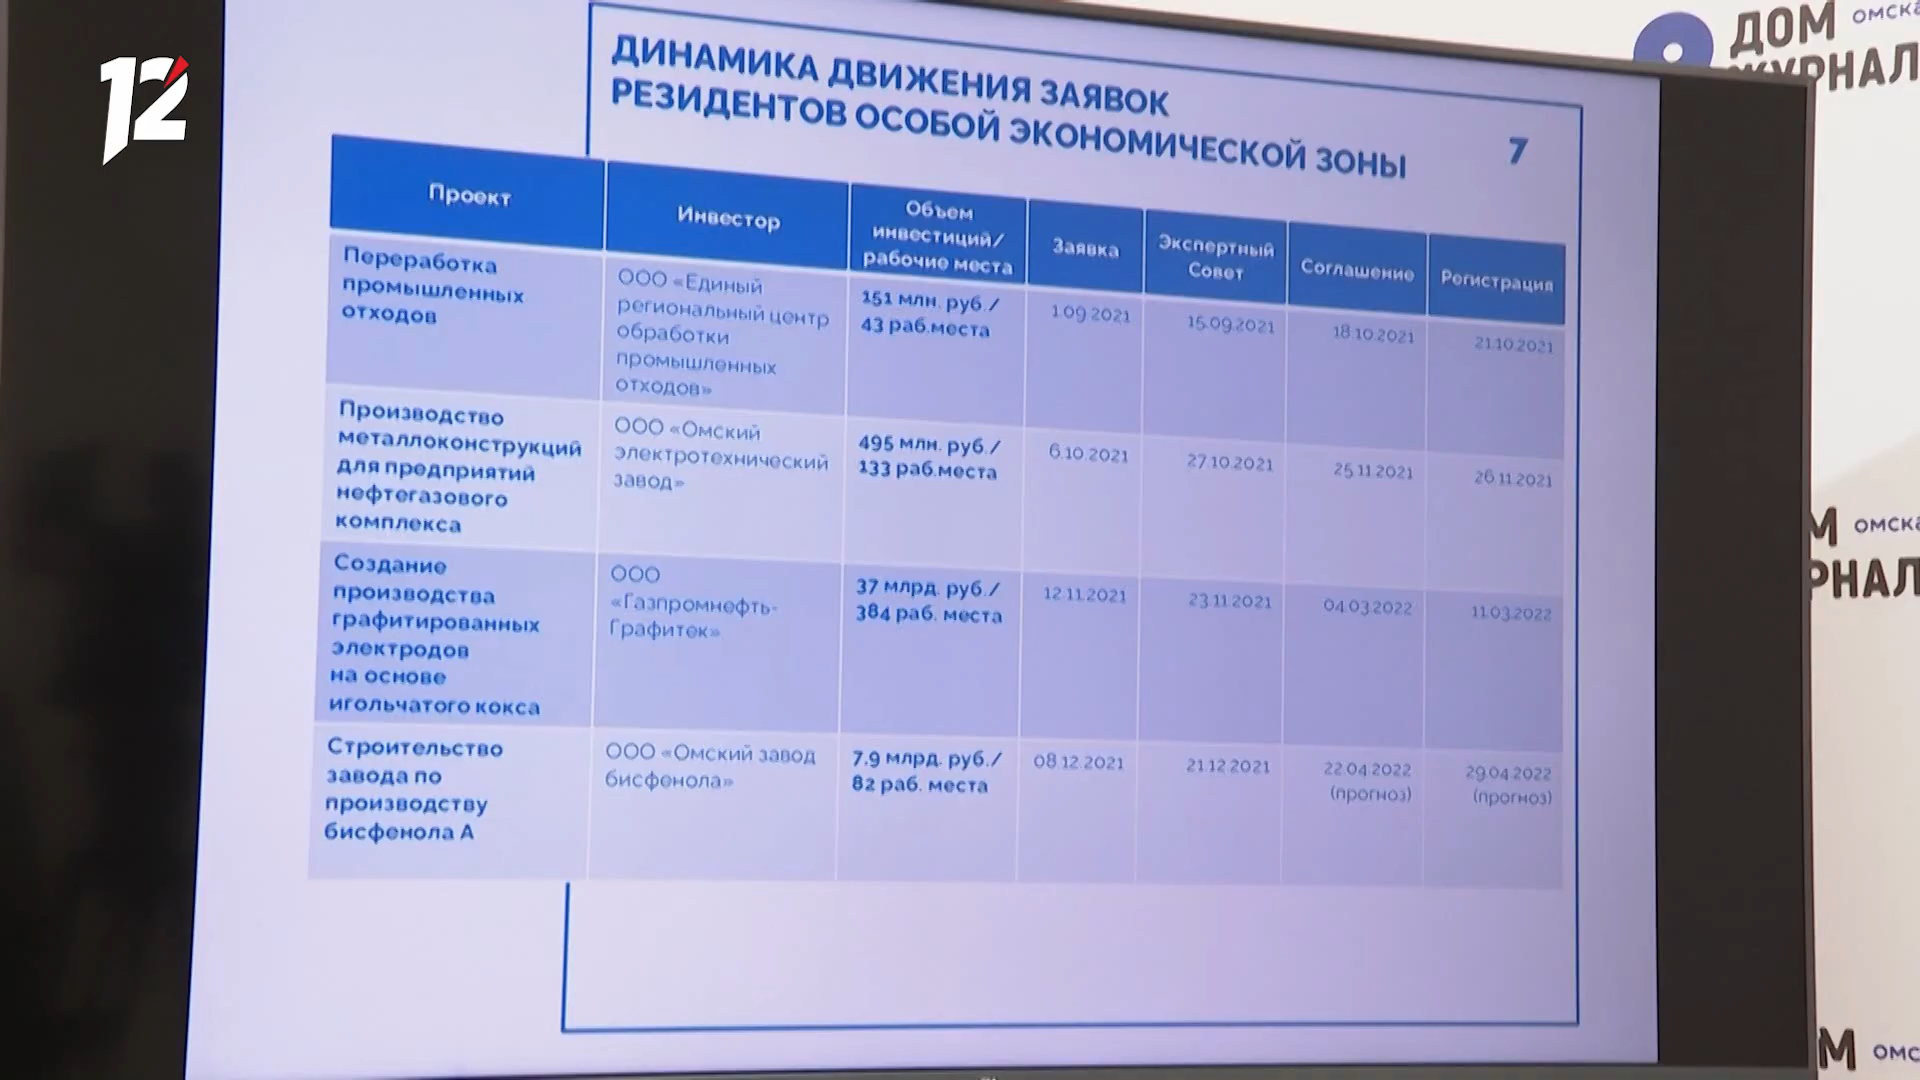 12
ДОМ ОМСКА
ЖУРНАЛ
ДИНАМИКА ДВИЖЕНИЯ ЗАЯВОК
РЕЗИДЕНТОВ ОСОБОЙ ЭКОНОМИЧЕСКОЙ ЗОНЫ
7
Проект
Инвестор
Объем
инвестиций/
рабочие места
Заявка
Экспертный
Совет
Соглашение
Регистрация
Переработка
промышленных
отходов
ООО «Единый
региональный центр
обработки
промышленных
отходов»
151 млн. руб./
43 раб.места
1.09.2021
15.09.2021
18.10.2021
21.10.2021
Производство
металлоконструкций
для предприятий
нефтегазового
комплекса
ООО «Омский
электротехнический
завод»
495 млн. руб./
133 раб.места
6.10.2021
27.10.2021
25.11.2021
26.11.2021
Создание
производства
графитированных
электродов
на основе
игольчатого кокса
ООО
«Газпромнефть-
Графитек»
37 млрд. руб./
384 раб. места
12.11.2021
23.11.2021
04.03.2022
11.03.2022
Строительство
завода по
производству
бисфенола А
ООО «Омский завод
бисфенола»
7.9 млрд. руб./
82 раб. места
08.12.2021
21.12.2021
22.04.2022
(прогноз)
29.04.2022
(прогноз)
М ОМСКА
РНАЛ
М ОМС